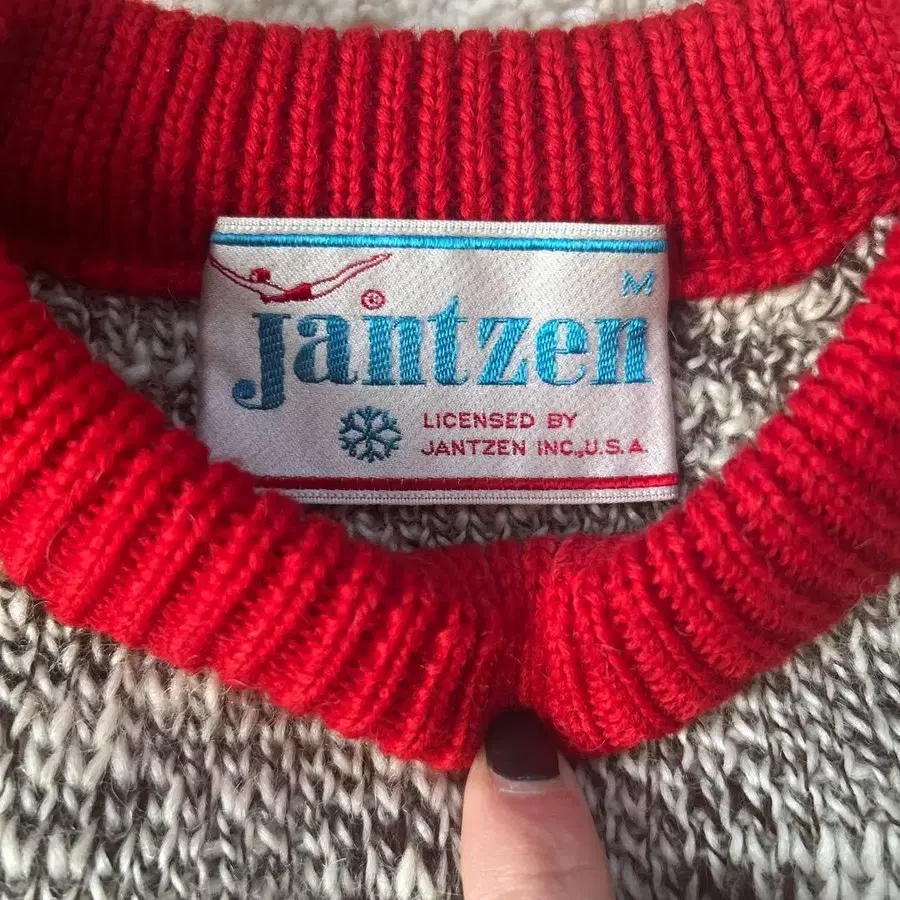 M
Jantzen®
LICENSED BY
JANTZEN INC., U.S.A.